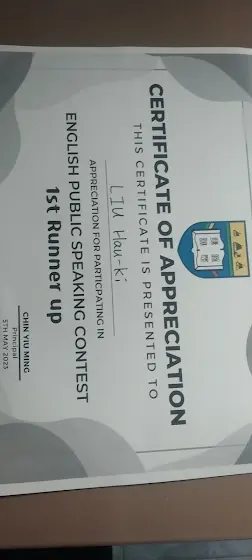 CERTIFICATE OF APPRECIATION
THIS CERTIFICATE IS PRESENTED TO
LIU Hau-ki
APPRECIATION FOR PARTICPATING IN
ENGLISH PUBLIC SPEAKING CONTEST
1st Runner up
CHIN YIU MING
Principal
5TH MAY 2023